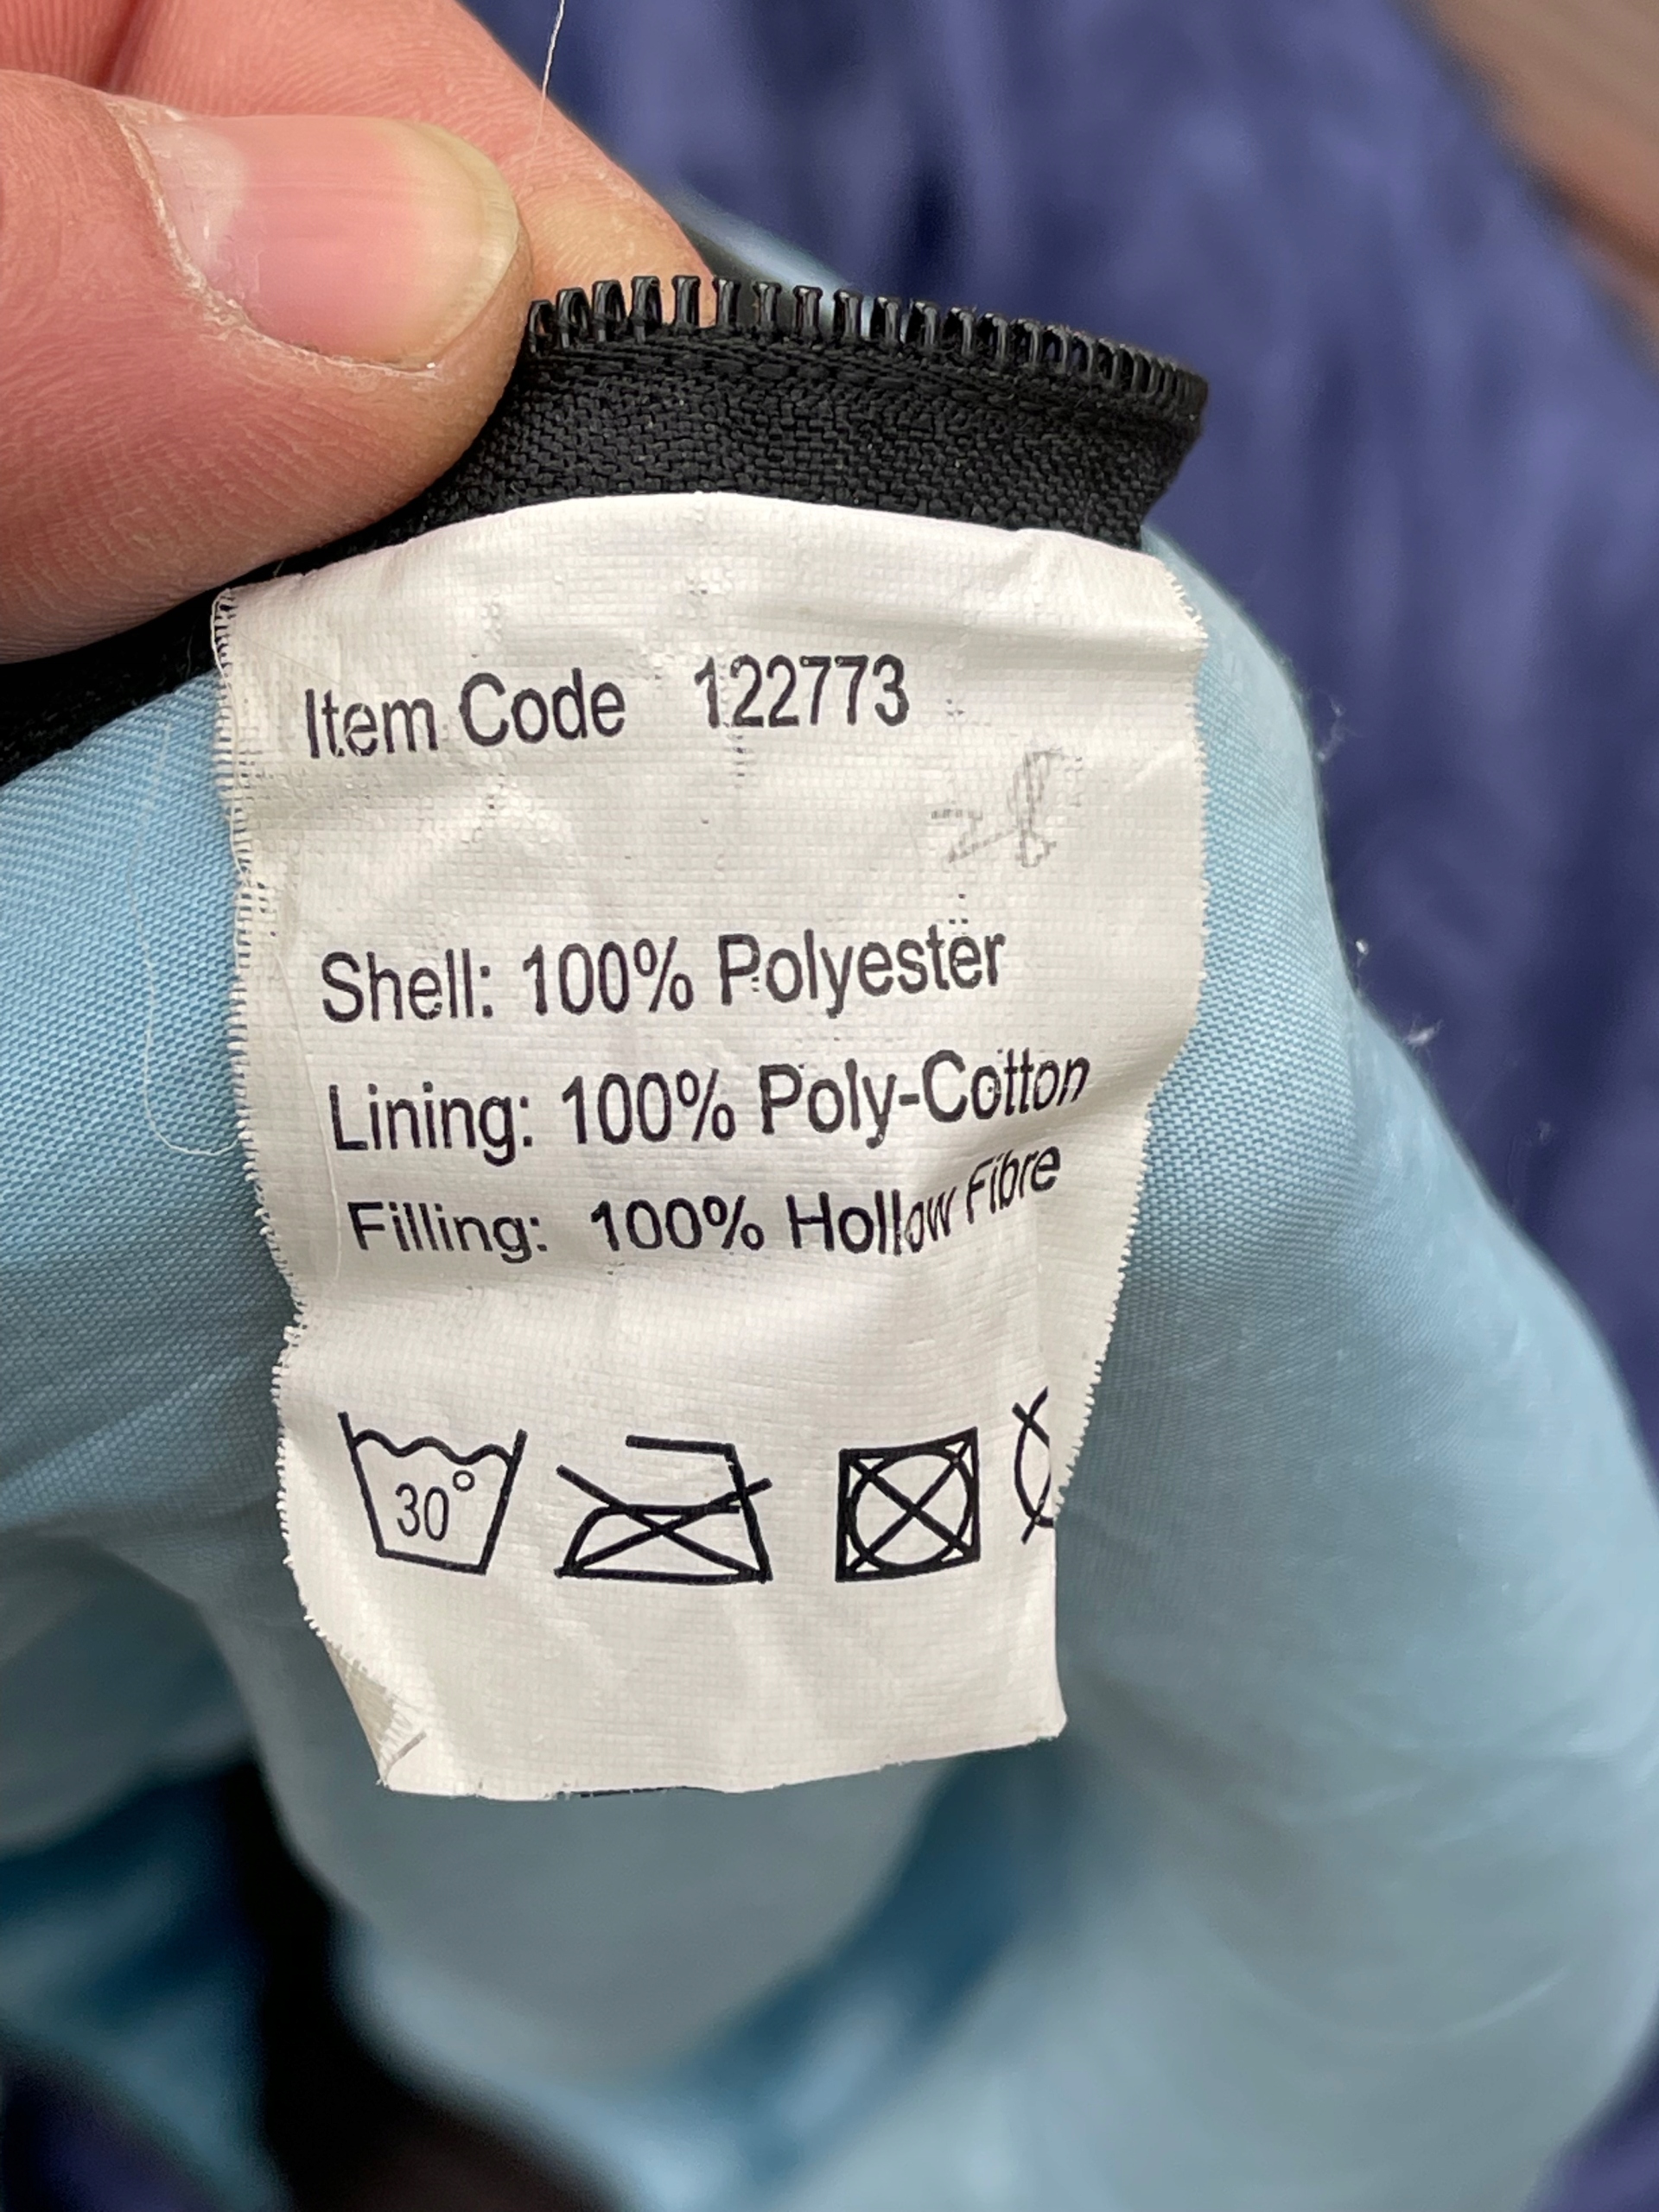 Item Code 122773
Shell: 100% Polyester
Lining: 100% Poly-Cotton
Filling: 100% Hollow Fibre
30°